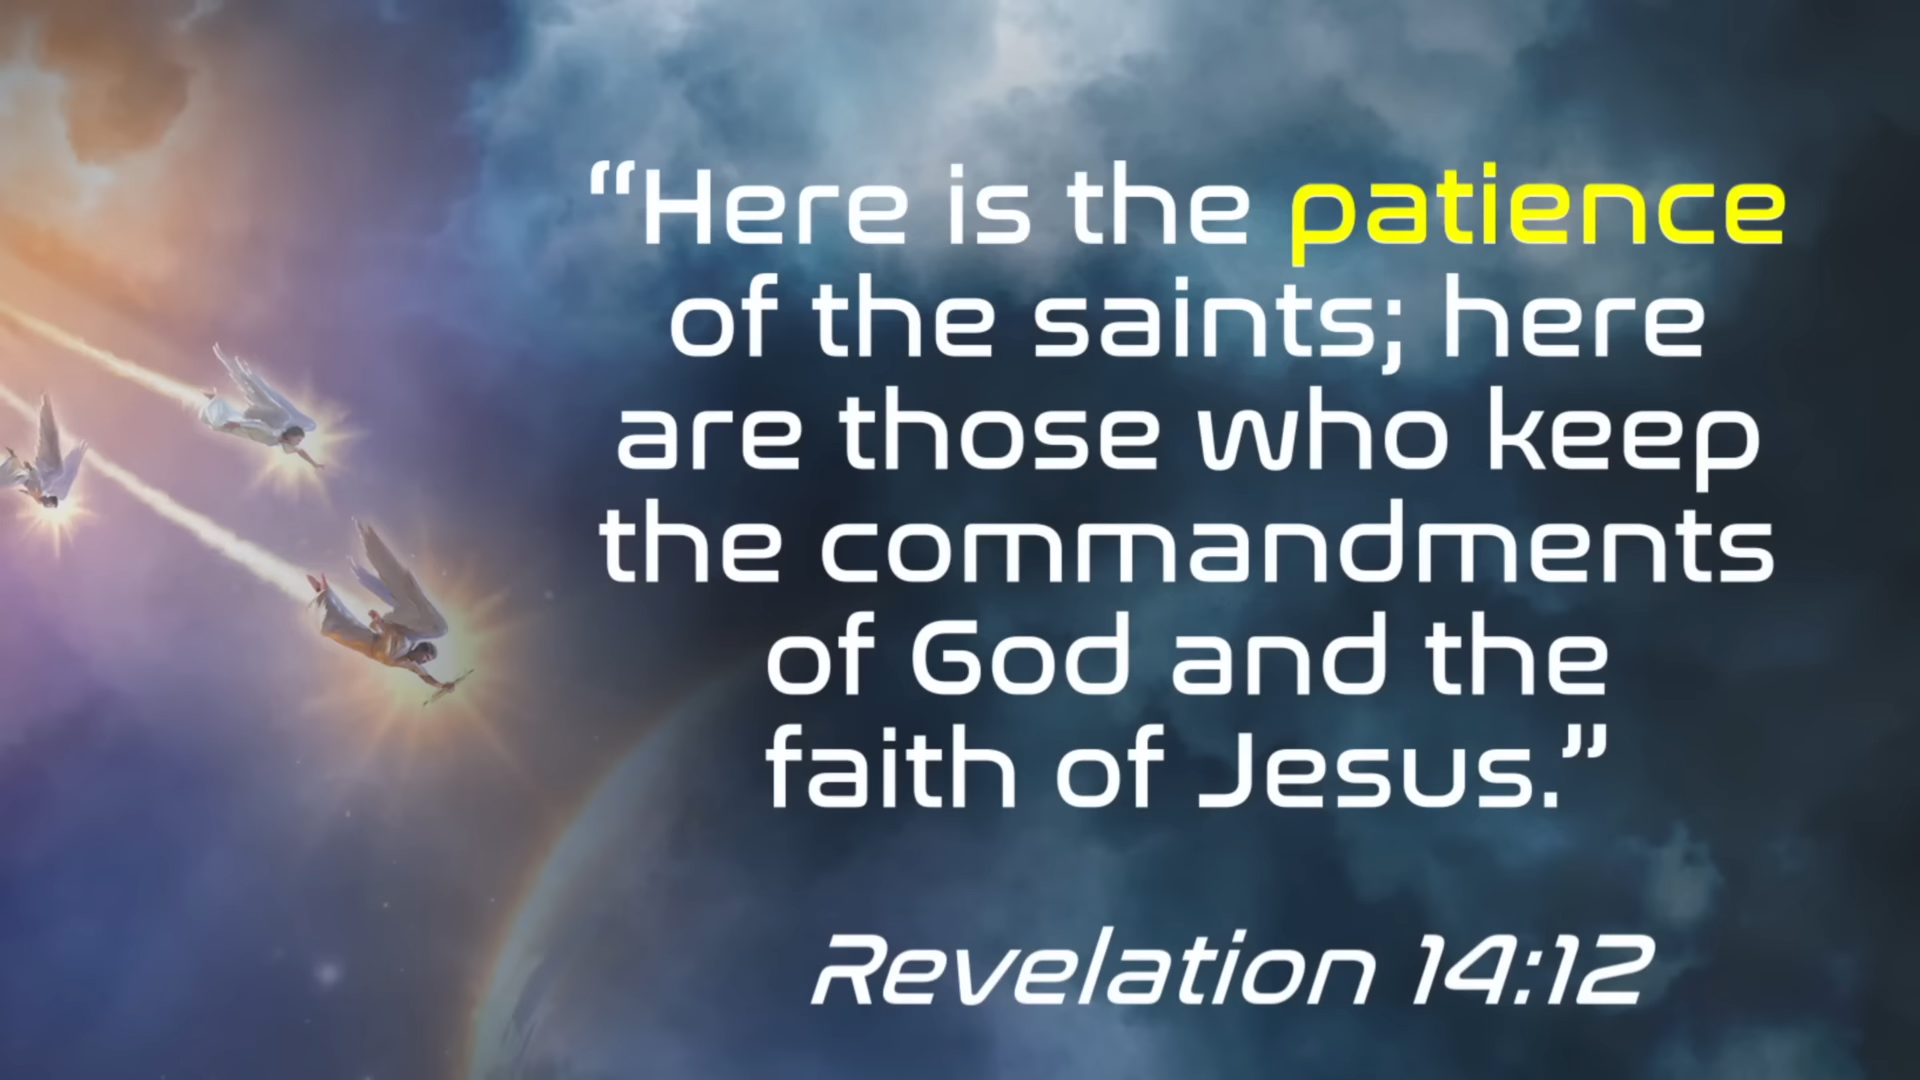 “Here is the patience
of the saints; here
are those who keep
the commandments
of God and the
faith of Jesus.”
Revelation 14:12